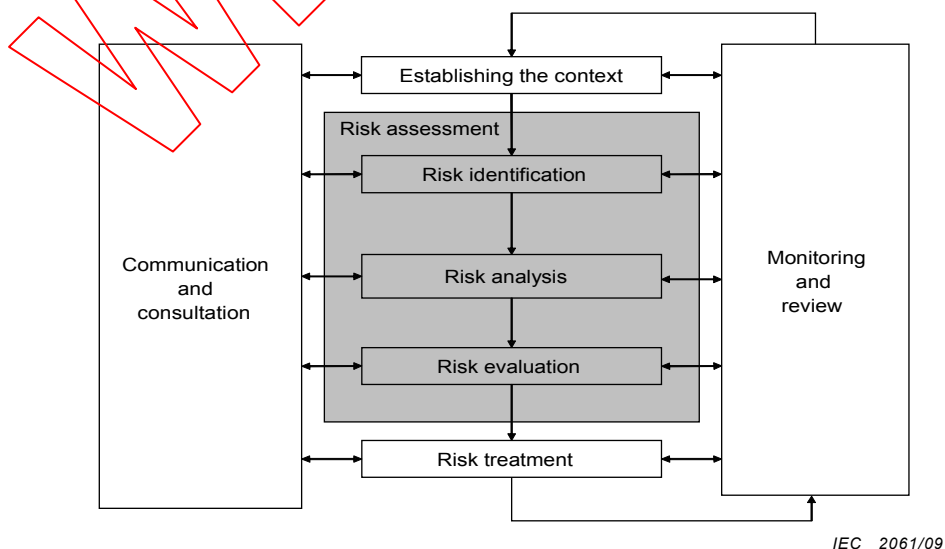 Establishing the context
Risk assessment
Risk identification
Communication
and
consultation
Risk analysis
Monitoring
and
review
Risk evaluation
Risk treatment
IEC 2061/09